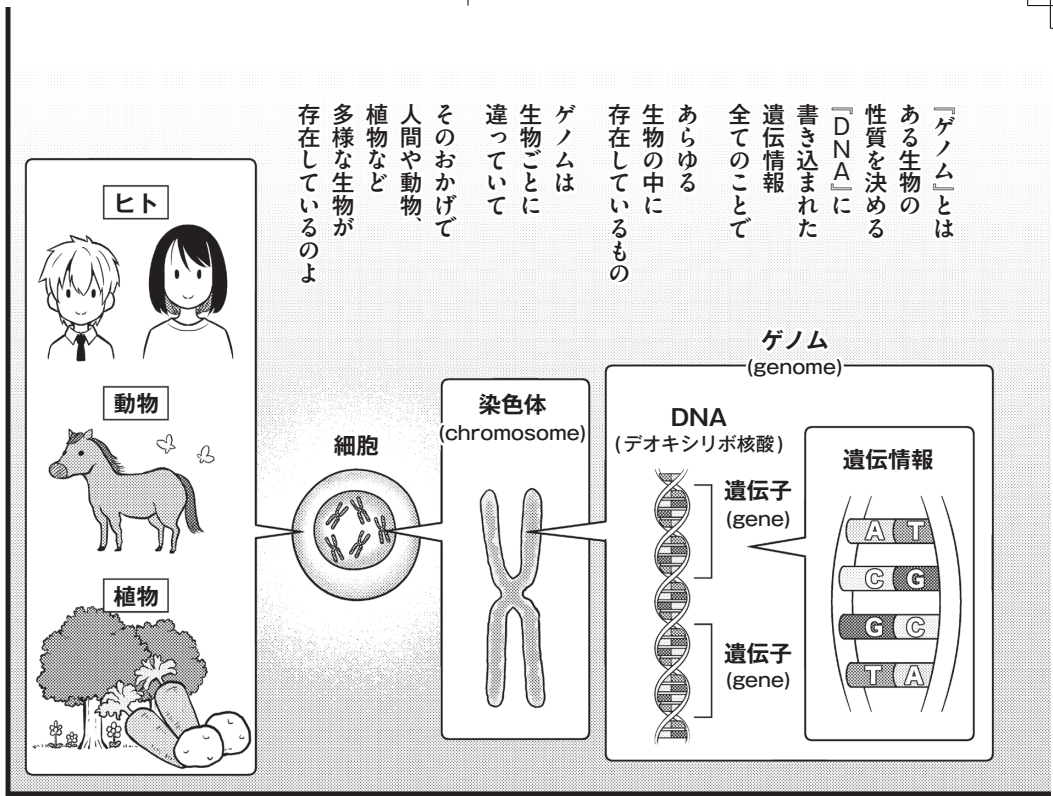 『ゲノム』とは
ある生物の
性質を決める
『DNA』に
書き込まれた
遺伝情報
全てのことで
あらゆる
生物の中に
存在しているもの
ゲノムは
生物ごとに
違っていて
そのおかげで
人間や動物、
植物など
多様な生物が
存在しているのよ
ゲノム
(genome)
遺伝情報
A T
C G
G C
T A
DNA
(デオキシリボ核酸)
遺伝子
(gene)
遺伝子
(gene)
染色体
(chromosome)
細胞
ヒト
動物
植物